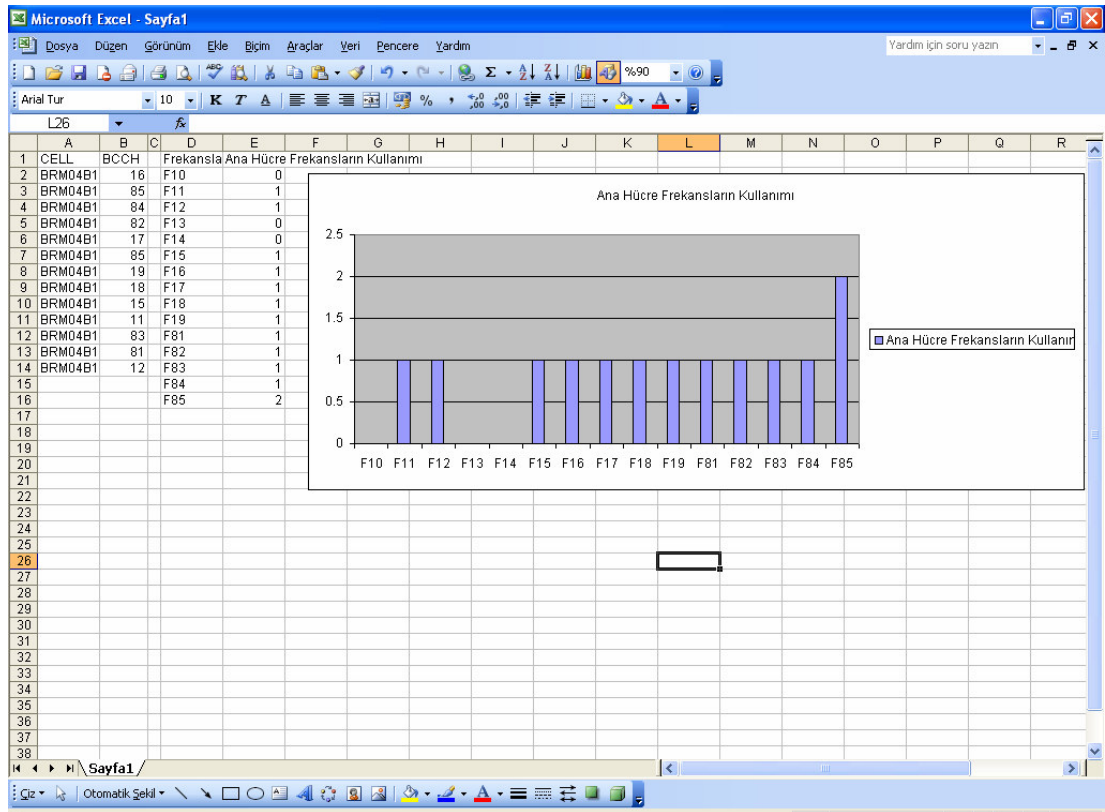 Microsoft Excel - Sayfa1
Dosya Düzen Görünüm Ekle Biçim Araçlar Veri Pencere Yardım Yardım için soru yazın
%90
Arial Tur 10 K T A
L26 fx
A B C D E F G H I J K L M N O P Q R
1 CELL BCCH Frekansla Ana Hücre Frekansların Kullanımı
2 BRM04B1 16 F10 0
3 BRM04B1 85 F11 1
4 BRM04B1 84 F12 1
5 BRM04B1 82 F13 0
6 BRM04B1 17 F14 0
7 BRM04B1 85 F15 1
8 BRM04B1 19 F16 1
9 BRM04B1 18 F17 1
10 BRM04B1 15 F18 1
11 BRM04B1 11 F19 1
12 BRM04B1 83 F81 1
13 BRM04B1 81 F82 1
14 BRM04B1 12 F83 1
15 F84 1
16 F85 2
17
18
19
20
21
22
23
24
25
26
27
28
29
30
31
32
33
34
35
36
37
38
Ana Hücre Frekansların Kullanımı
2.5
2
1.5
1
0.5
0
F10 F11 F12 F13 F14 F15 F16 F17 F18 F19 F81 F82 F83 F84 F85
Ana Hücre Frekansların Kullanır
Sayfa1
Çiz Otomatik Şekil